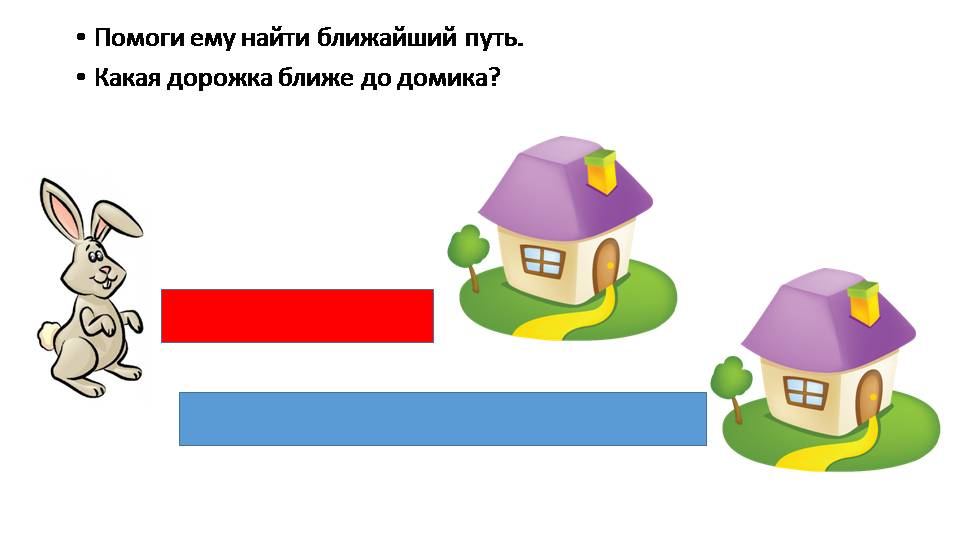 • Помоги ему найти ближайший путь.
• Какая дорожка ближе до домика?